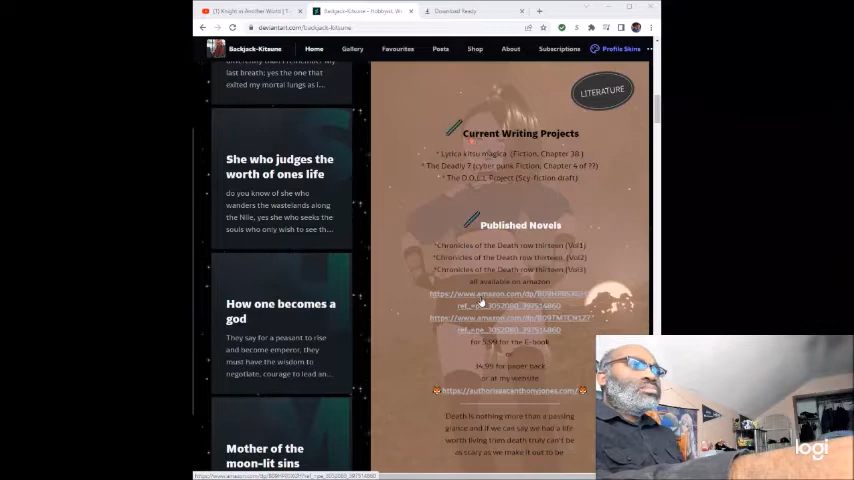 (1) Knight in Another World | 1
Backjack-Kitsune - Hobbyist, Wr
Download Ready
deviantart.com/backjack-kitsune
Backjack-Kitsune
Home
Gallery
Favourites
Posts
Shop
About
Subscriptions
Profile Skins
last breath; yes the one that
exited my mortal lungs as I...
She who judges the
worth of ones life
do you know of she who
wanders the wastelands along
the Nile, yes she who seeks the
souls who only wish to see th...
How one becomes a
god
They say for a peasant to rise
and become emperor, they
must have the wisdom to
negotiate, courage to lead an...
Mother of the
moon-lit sins
LITERATURE
Current Writing Projects
* Lyrica kitsu magica (Fiction, Chapter 38 )
* The Deadly 7 (cyber punk Fiction, Chapter 4 of ??)
* The D.O.L.L Project (Scy-fiction draft)
Published Novels
*Chronicles of the Death row thirteen (Vol1)
*Chronicles of the Death row thirteen (Vol2)
*Chronicles of the Death row thirteen (Vol3)
all available on amazon
for 5.99 for the E-book
or
34.99 for paper back
or at my website
https://authorisaacanthonyjones.com/
Death is nothing more than a passing
glance and if we can say we had a life
worth living then death truly can't be
as scary as we make it out to be
logi